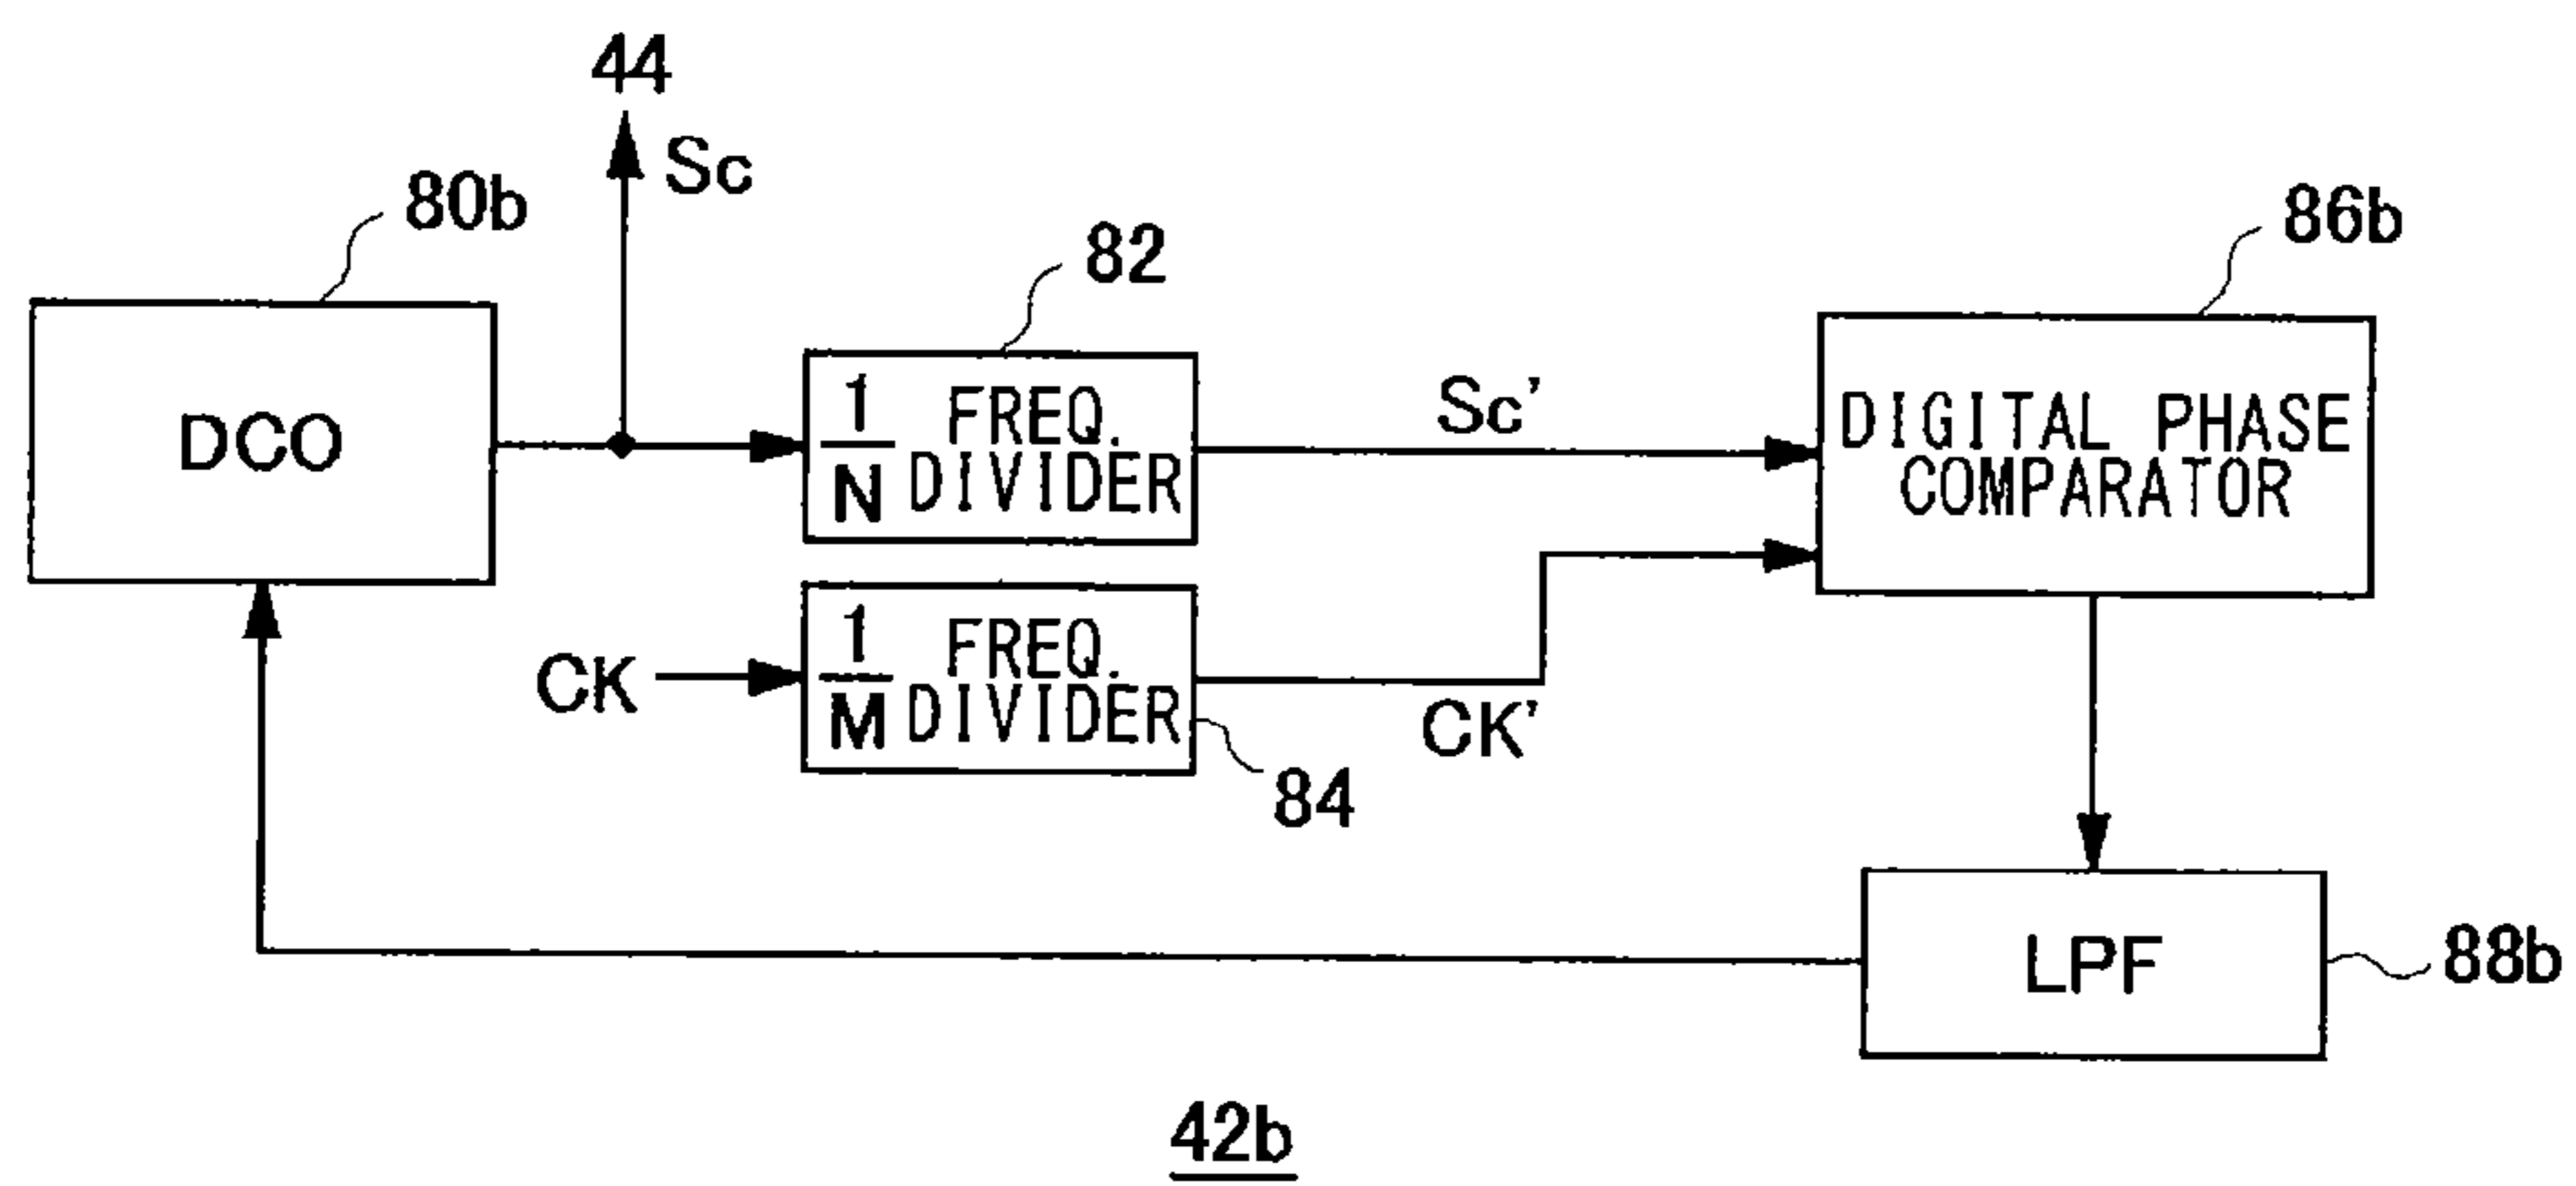 44
Sc
80b
82
86b
DCO
1
N
FREQ.
DIVIDER
Sc'
DIGITAL PHASE
COMPARATOR
CK
1
M
FREQ.
DIVIDER
CK'
84
LPF
88b
42b